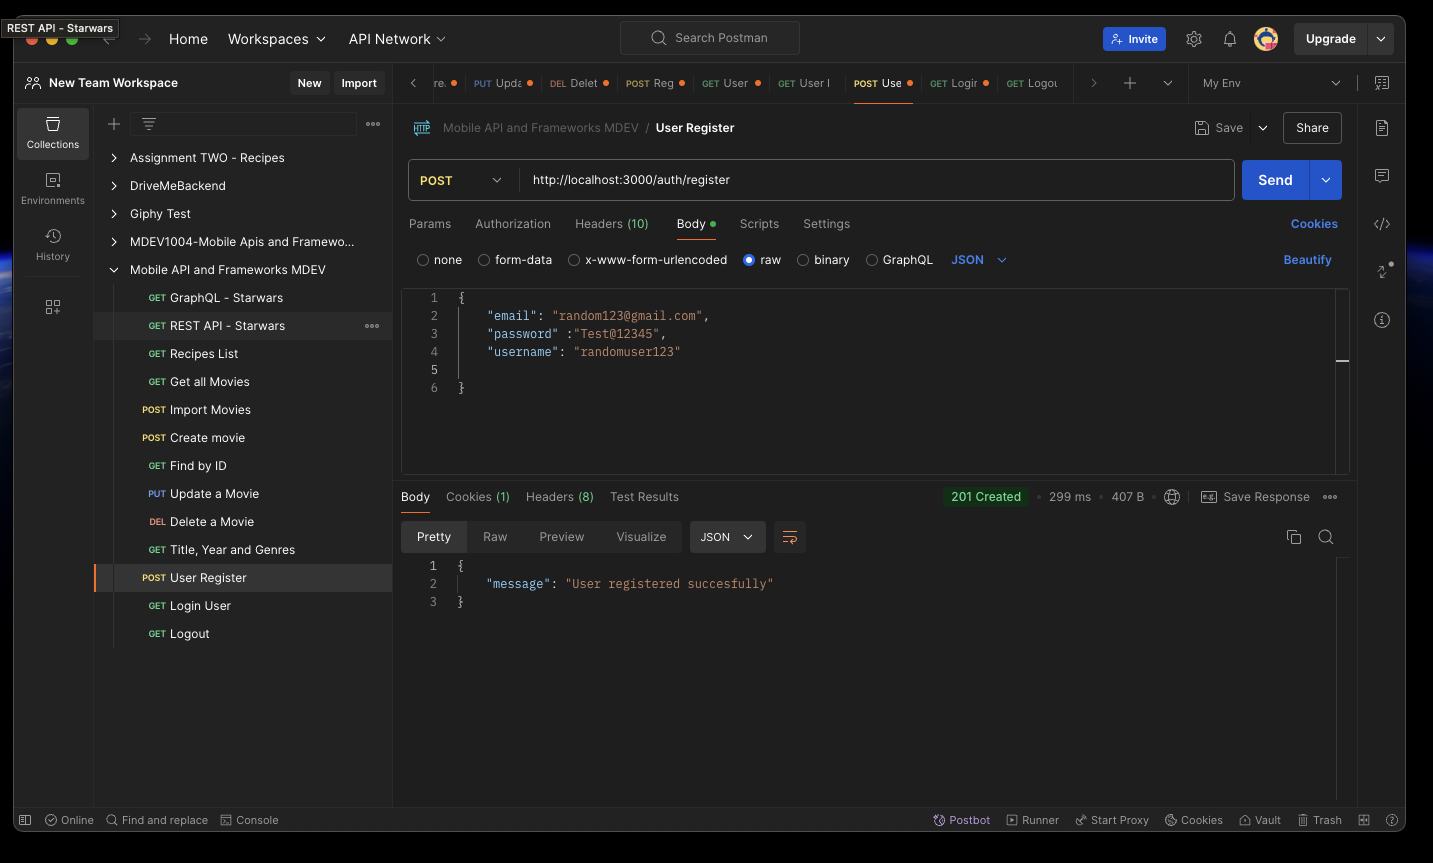 REST API - Starwars
Home Workspaces API Network Search Postman Invite Upgrade
New Team Workspace New Import
re. PUT Upda DEL Delet POST Reg GET User GET User POST Use GET Login GET Logou My Env
Collections
Environments
History
Assignment TWO - Recipes
DriveMeBackend
Giphy Test
MDEV1004-Mobile Apis and Framewo...
Mobile API and Frameworks MDEV
GET GraphQL - Starwars
GET REST API - Starwars
GET Recipes List
GET Get all Movies
POST Import Movies
POST Create movie
GET Find by ID
PUT Update a Movie
DEL Delete a Movie
GET Title, Year and Genres
POST User Register
GET Login User
GET Logout
HTTP Mobile API and Frameworks MDEV / User Register Save Share
POST http://localhost:3000/auth/register Send
Params Authorization Headers (10) Body Scripts Settings Cookies
none form-data x-www-form-urlencoded raw binary GraphQL JSON Beautify
1 {
2 "email": "random123@gmail.com",
3 "password" :"Test@12345",
4 "username": "randomuser123"
5
6 }
Body Cookies (1) Headers (8) Test Results 201 Created 299 ms 407 B e.g. Save Response
Pretty Raw Preview Visualize JSON
1 {
2 "message": "User registered succesfully"
3 }
Online Find and replace Console Postbot Runner Start Proxy Cookies Vault Trash